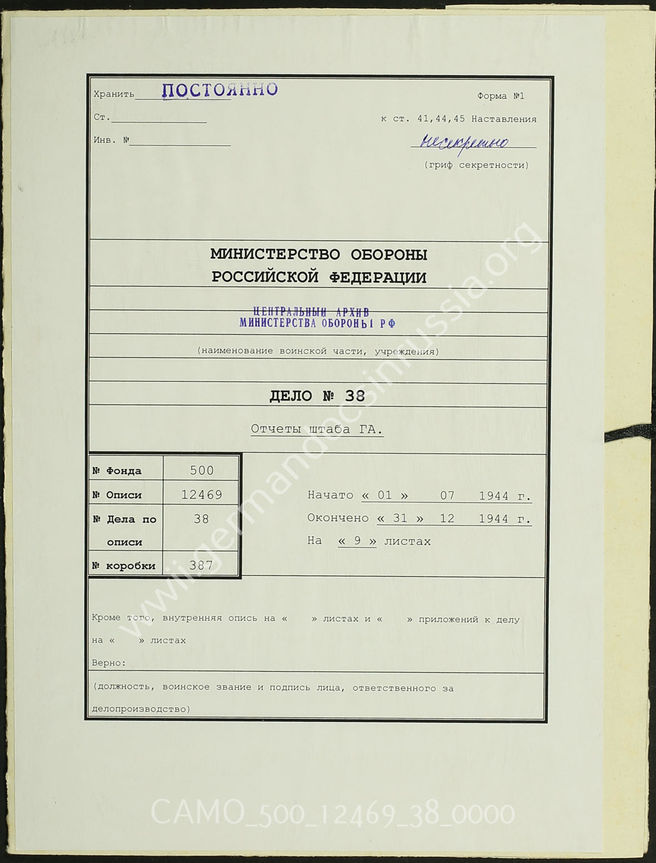 Хранить ПОСТОЯННО
Форма №1
Ст.
к ст. 41,44,45 Наставления
Инв. №
несекретно
(гриф секретности)
МИНИСТЕРСТВО ОБОРОНЫ
РОССИЙСКОЙ ФЕДЕРАЦИИ
ЦЕНТРАЛЬНЫЙ АРХИВ
МИНИСТЕРСТВА ОБОРОНЫ РФ
(наименование воинской части, учреждения)
ДЕЛО № 38
Отчеты штаба ГА.
№ Фонда 500
№ Описи 12469
№ Дела по описи 38
№ коробки 387
Начато « 01 » 07 1944 г.
Окончено « 31 » 12 1944 г.
На « 9 » листах
Кроме того, внутренняя опись на « » листах и « » приложений к делу
на « » листах
Верно:
(должность, воинское звание и подпись лица, ответственного за
делопроизводство)
www.germandocsinrussia.org
CAMO_500_12469_38_0000